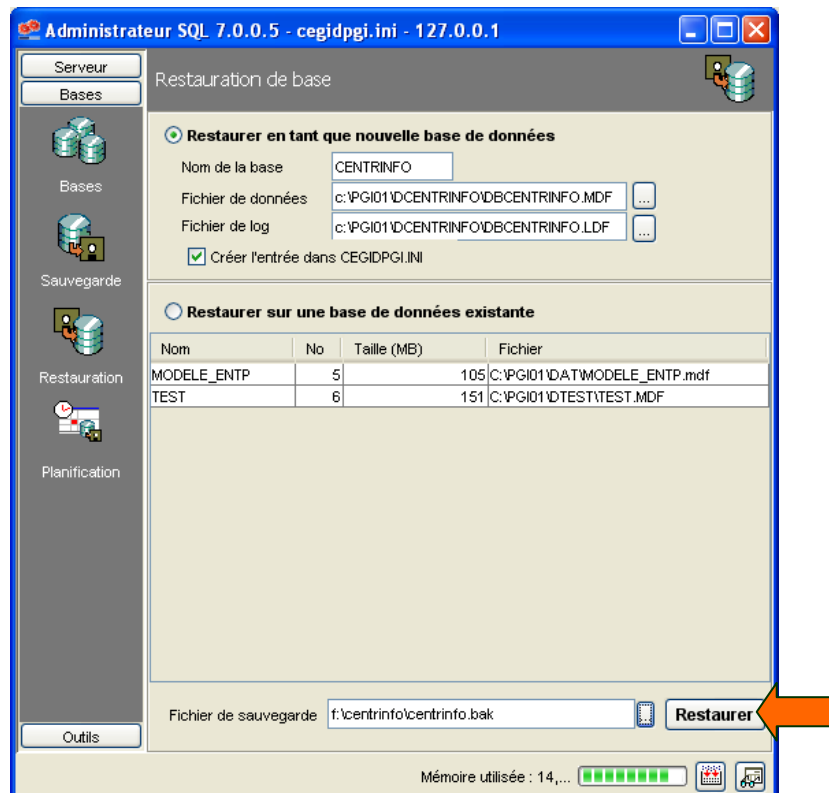 Administrateur SQL 7.0.0.5 - cegidpgi.ini - 127.0.0.1
Serveur
Bases
Restauration de base
Bases
Sauvegarde
Restauration
Planification
Outils
Restaurer en tant que nouvelle base de données
Nom de la base CENTRINFO
Fichier de données c:\PGI01\DCENTRINFO\DBCENTRINFO.MDF ...
Fichier de log c:\PGI01\DCENTRINFO\DBCENTRINFO.LDF ...
Créer l'entrée dans CEGIDPGI.INI
Restaurer sur une base de données existante
Nom No Taille (MB) Fichier
MODELE_ENTP 5 105 C:\PGI01\DAT\MODELE_ENTP.mdf
TEST 6 151 C:\PGI01\DTEST\TEST.MDF
Fichier de sauvegarde f:\centrinfo\centrinfo.bak ... Restaurer
Mémoire utilisée : 14,...